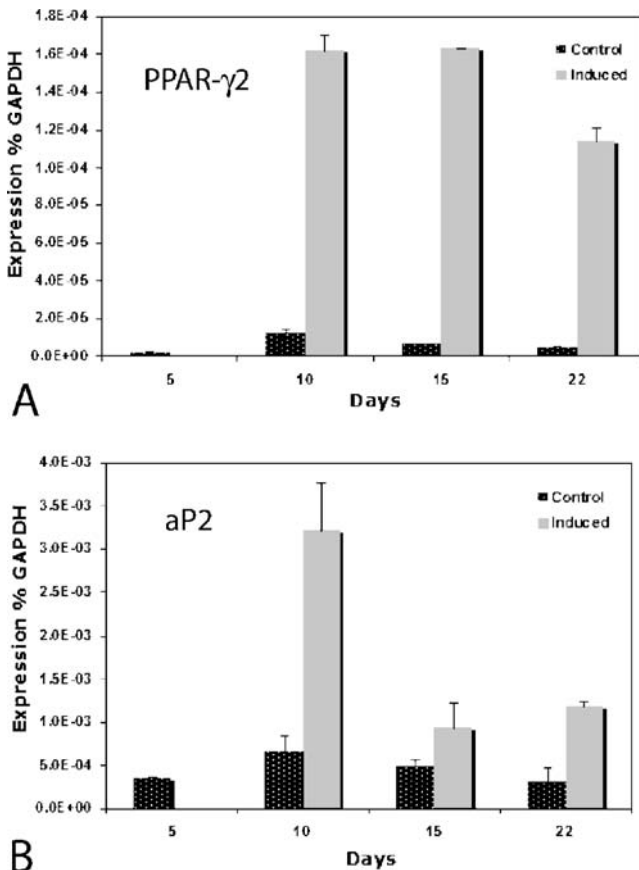 1.8E-04
1.6E-04
1.4E-04
1.2E-04
1.0E-04
8.0E-05
6.0E-05
4.0E-05
2.0E-05
0.0E+00
Expression % GAPDH
PPAR-γ2
Control
Induced
5 10 15 22
Days
A
4.0E-03
3.5E-03
3.0E-03
2.5E-03
2.0E-03
1.5E-03
1.0E-03
5.0E-04
0.0E+00
Expression % GAPDH
aP2
Control
Induced
5 10 15 22
Days
B